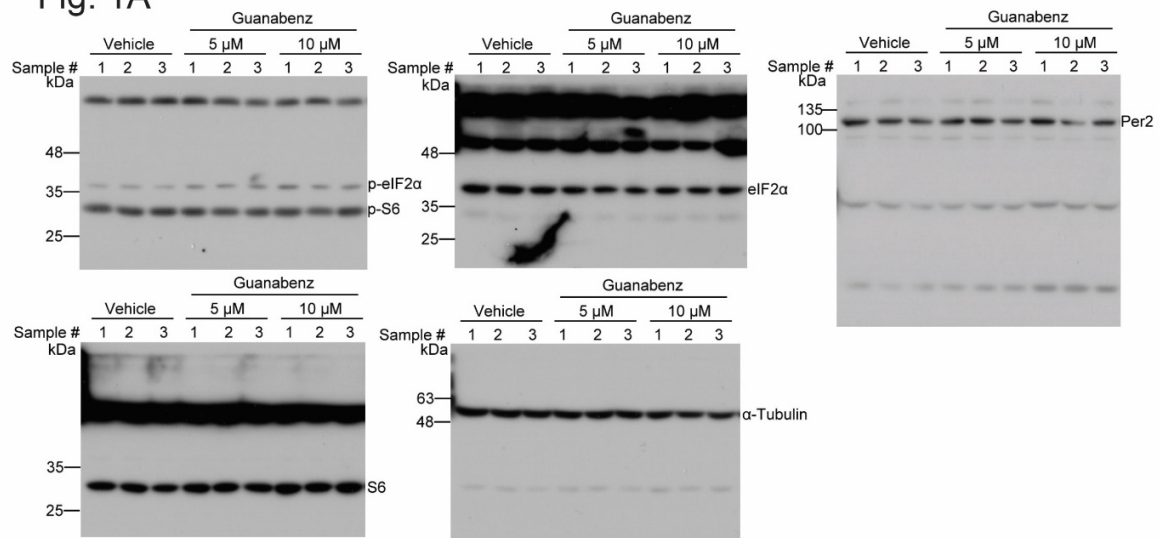 Fig. 1A
Guanabenz
Vehicle 5 µM 10 µM
Sample # 1 2 3 1 2 3 1 2 3
kDa
48
35
25
p-eIF2α
p-S6
Guanabenz
Vehicle 5 µM 10 µM
Sample # 1 2 3 1 2 3 1 2 3
kDa
48
35
25
eIF2α
Guanabenz
Vehicle 5 µM 10 µM
Sample # 1 2 3 1 2 3 1 2 3
kDa
135
100
Per2
Guanabenz
Vehicle 5 µM 10 µM
Sample # 1 2 3 1 2 3 1 2 3
kDa
35
25
S6
Guanabenz
Vehicle 5 µM 10 µM
Sample # 1 2 3 1 2 3 1 2 3
kDa
63
48
α-Tubulin